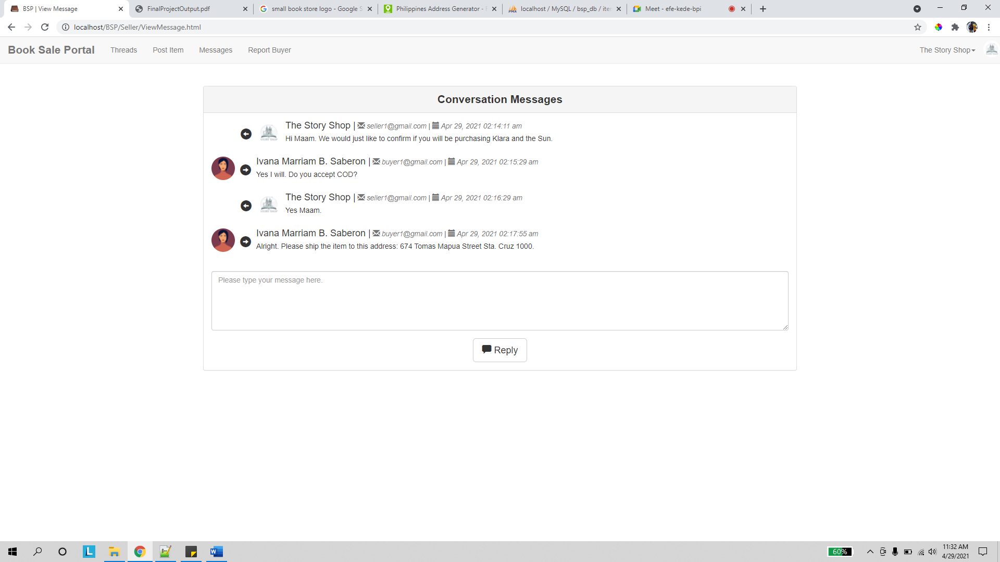 BSP | View Message
FinalProjectOutput.pdf
small book store logo - Google S
Philippines Address Generator -
localhost / MySQL / bsp_db / ite
Meet - efe-kede-bpi
localhost/BSP/Seller/ViewMessage.html
Book Sale Portal
Threads
Post Item
Messages
Report Buyer
The Story Shop
Conversation Messages
The Story Shop | seller1@gmail.com | Apr 29, 2021 02:14:11 am
Hi Maam. We would just like to confirm if you will be purchasing Klara and the Sun.
Ivana Marriam B. Saberon | buyer1@gmail.com | Apr 29, 2021 02:15:29 am
Yes I will. Do you accept COD?
The Story Shop | seller1@gmail.com | Apr 29, 2021 02:16:29 am
Yes Maam.
Ivana Marriam B. Saberon | buyer1@gmail.com | Apr 29, 2021 02:17:55 am
Alright. Please ship the item to this address: 674 Tomas Mapua Street Sta. Cruz 1000.
Please type your message here.
Reply
60%
11:32 AM
4/29/2021